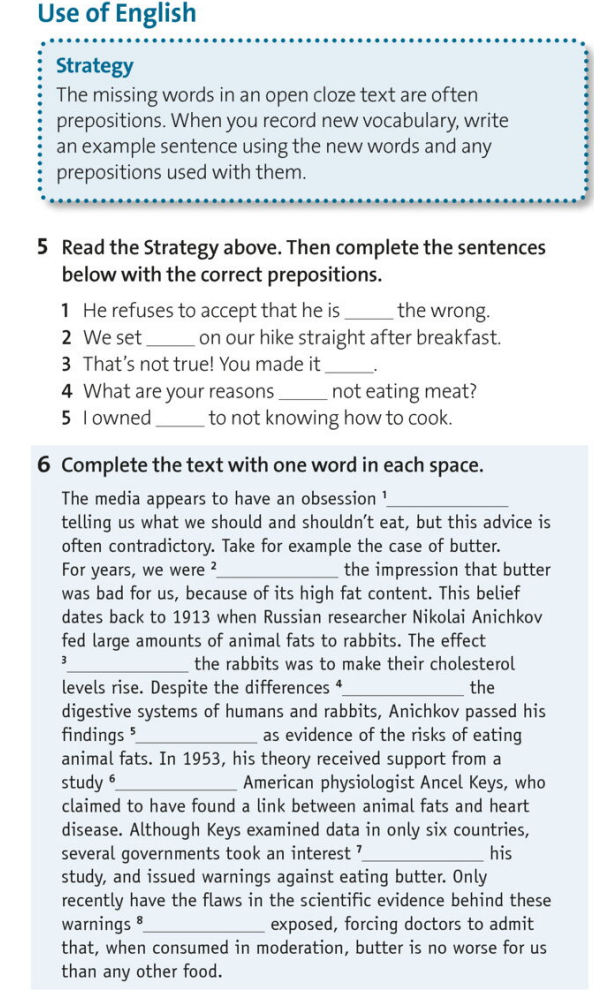 Use of English
Strategy
The missing words in an open cloze text are often
prepositions. When you record new vocabulary, write
an example sentence using the new words and any
prepositions used with them.
5 Read the Strategy above. Then complete the sentences
below with the correct prepositions.
1 He refuses to accept that he is _____ the wrong.
2 We set _____ on our hike straight after breakfast.
3 That's not true! You made it _____.
4 What are your reasons _____ not eating meat?
5 I owned _____ to not knowing how to cook.
6 Complete the text with one word in each space.
The media appears to have an obsession ¹_____________
telling us what we should and shouldn't eat, but this advice is
often contradictory. Take for example the case of butter.
For years, we were ²_____________ the impression that butter
was bad for us, because of its high fat content. This belief
dates back to 1913 when Russian researcher Nikolai Anichkov
fed large amounts of animal fats to rabbits. The effect
³_____________ the rabbits was to make their cholesterol
levels rise. Despite the differences ⁴_____________ the
digestive systems of humans and rabbits, Anichkov passed his
findings ⁵_____________ as evidence of the risks of eating
animal fats. In 1953, his theory received support from a
study ⁶_____________ American physiologist Ancel Keys, who
claimed to have found a link between animal fats and heart
disease. Although Keys examined data in only six countries,
several governments took an interest ⁷_____________ his
study, and issued warnings against eating butter. Only
recently have the flaws in the scientific evidence behind these
warnings ⁸_____________ exposed, forcing doctors to admit
that, when consumed in moderation, butter is no worse for us
than any other food.